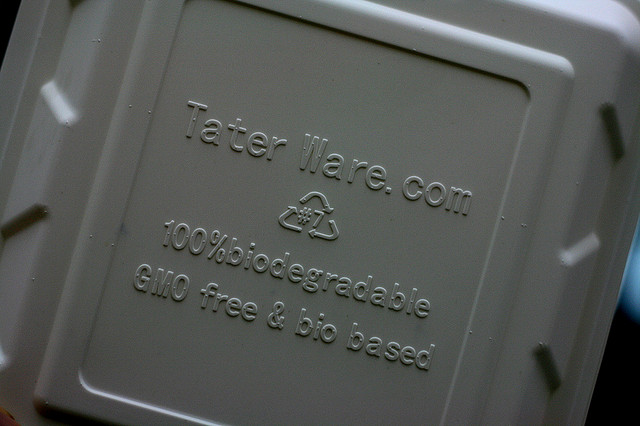 Tater Ware.com
#7
100%biodegradable
GMO free & bio based